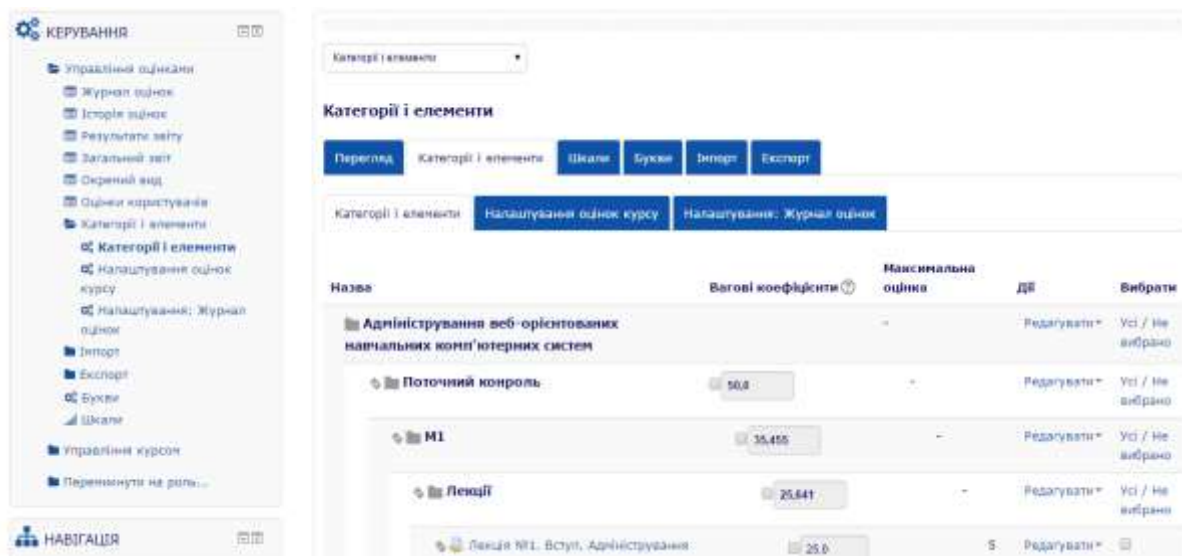 КЕРУВАННЯ
Управління оцінками
Журнал оцінок
Історія оцінок
Результати звіту
Загальний звіт
Окремий вид
Оцінки користувачів
Категорії і елементи
Категорії і елементи
Налаштування оцінок
курсу
Налаштування: Журнал
оцінок
Імпорт
Експорт
Букви
Шкали
Управління курсом
Перемкнути на роль...
НАВІГАЦІЯ
Категорії і елементи
Категорії і елементи
Перегляд Категорії і елементи Шкали Букви Імпорт Експорт
Категорії і елементи Налаштування оцінок курсу Налаштування: Журнал оцінок
Назва Вагові коефіцієнти Максимальна оцінка Дії Вибрати
Адміністрування веб-орієнтованих - Редагувати Усі / Не
навчальних комп'ютерних систем вибрано
Поточний конроль 50,0 - Редагувати Усі / Не
вибрано
М1 35,455 - Редагувати Усі / Не
вибрано
Лекції 25,641 - Редагувати Усі / Не
вибрано
Лекція №1. Вступ. Адміністрування 25,0 5 Редагувати